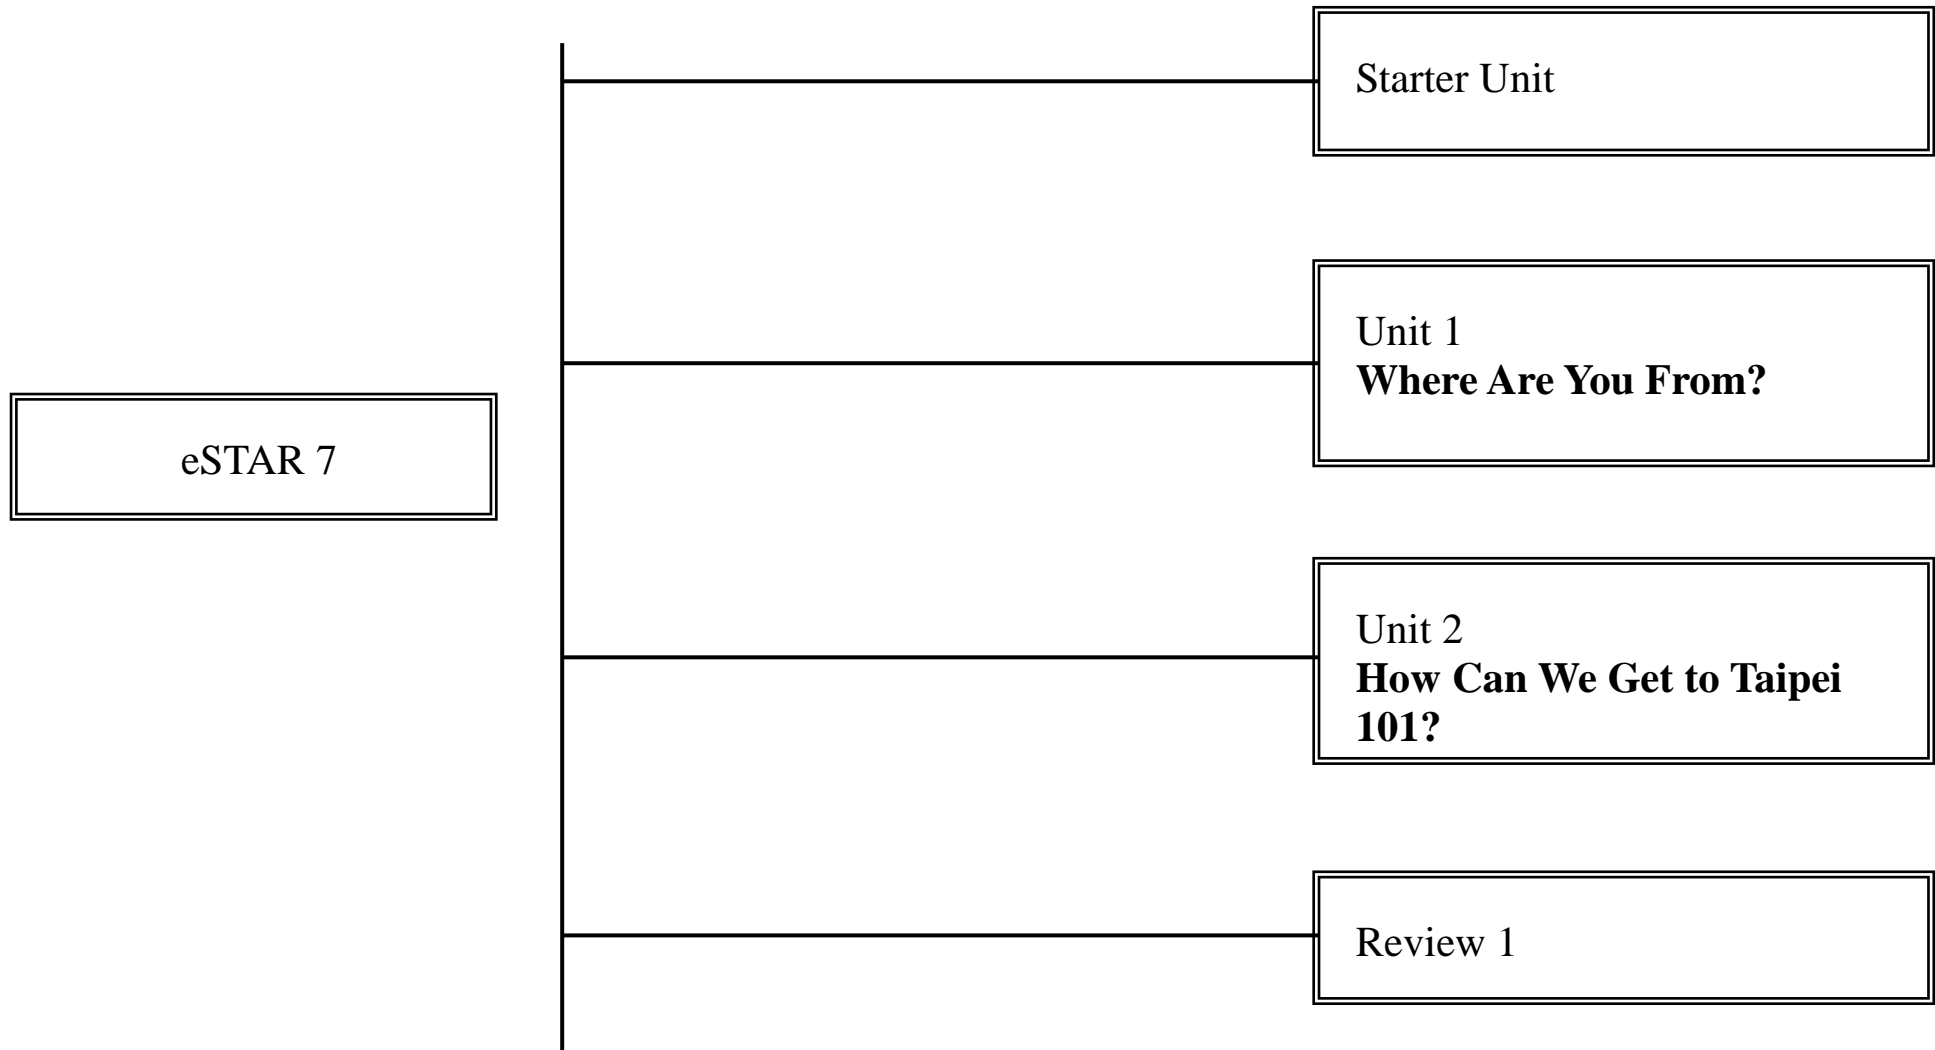 Starter Unit
Unit 1
Where Are You From?
eSTAR 7
Unit 2
How Can We Get to Taipei
101?
Review 1